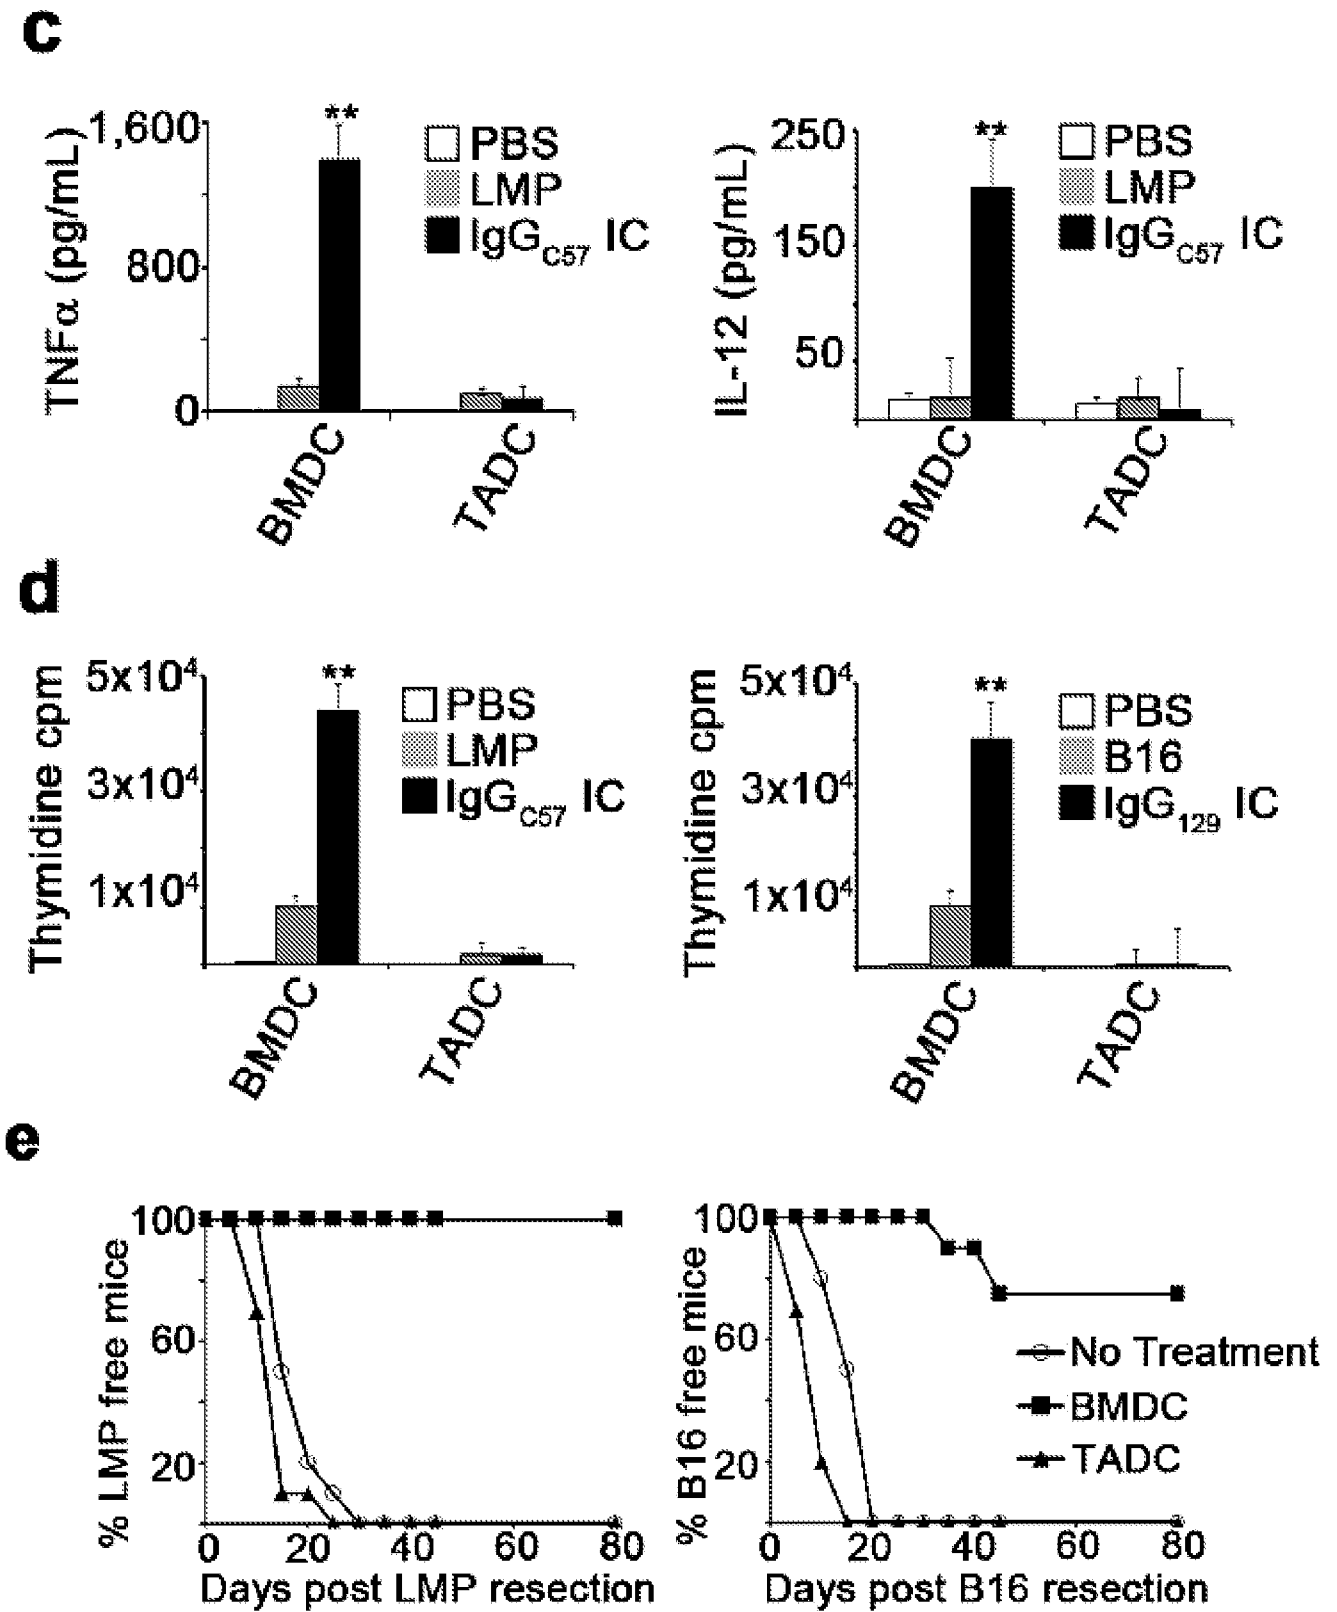 c
TNFα (pg/mL)
1,600
800
0
**
PBS
LMP
IgG_C57 IC
BMDC
TADC
IL-12 (pg/mL)
250
150
50
**
PBS
LMP
IgG_C57 IC
BMDC
TADC
d
Thymidine cpm
5x10⁴
3x10⁴
1x10⁴
**
PBS
LMP
IgG_C57 IC
BMDC
TADC
Thymidine cpm
5x10⁴
3x10⁴
1x10⁴
**
PBS
B16
IgG_129 IC
BMDC
TADC
e
% LMP free mice
100
60
20
0 20 40 60 80
Days post LMP resection
% B16 free mice
100
60
20
No Treatment
BMDC
TADC
0 20 40 60 80
Days post B16 resection